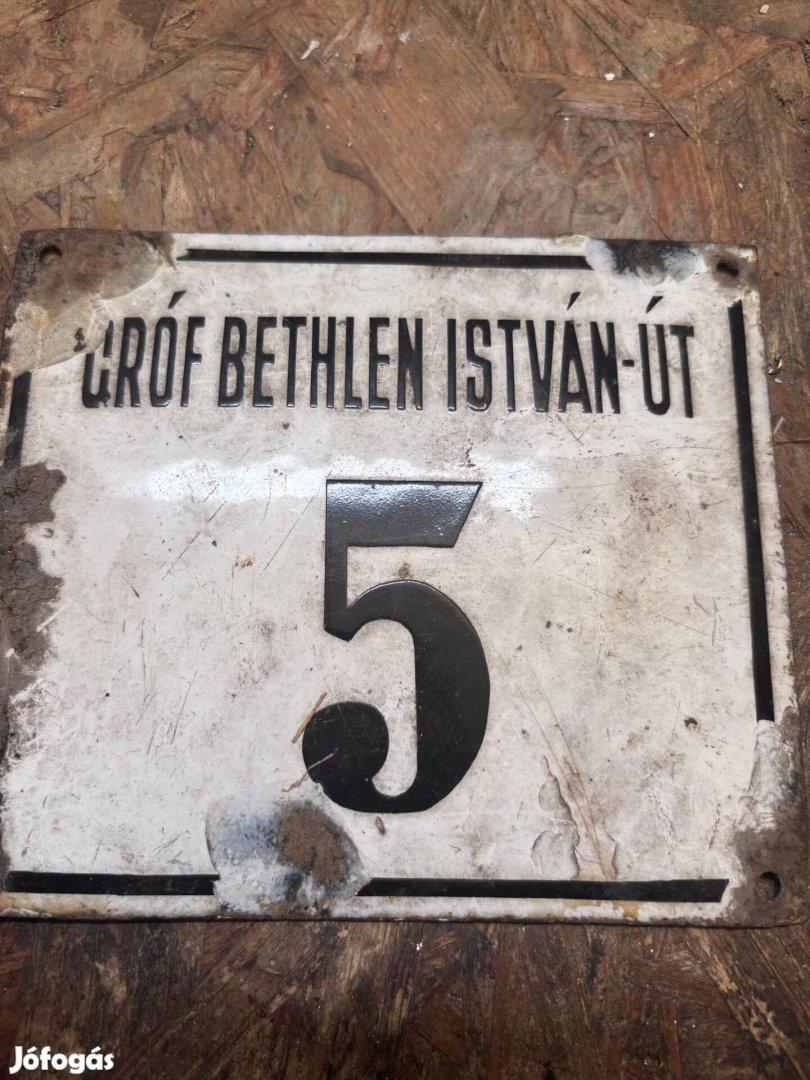 GRÓF BETHLEN ISTVÁN-ÚT
5
Jófogás